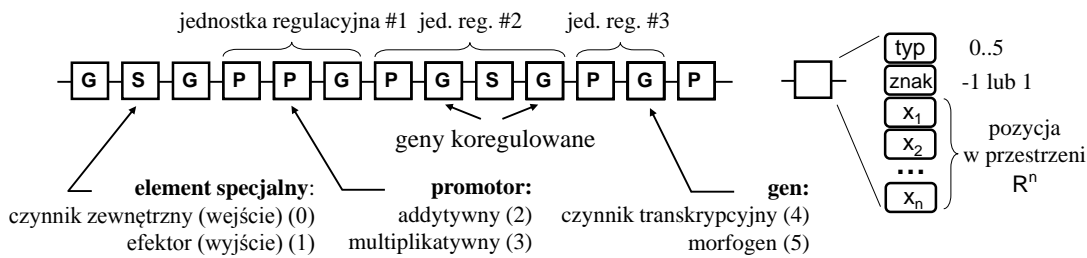 jednostka regulacyjna #1 jed. reg. #2 jed. reg. #3
G S G P P G P G S G P G P
geny koregulowane
element specjalny:
czynnik zewnętrzny (wejście) (0)
efektor (wyjście) (1)
promotor:
addytywny (2)
multiplikatywny (3)
gen:
czynnik transkrypcyjny (4)
morfogen (5)
typ 0..5
znak -1 lub 1
x1
x2
...
xn
pozycja
w przestrzeni
R^n